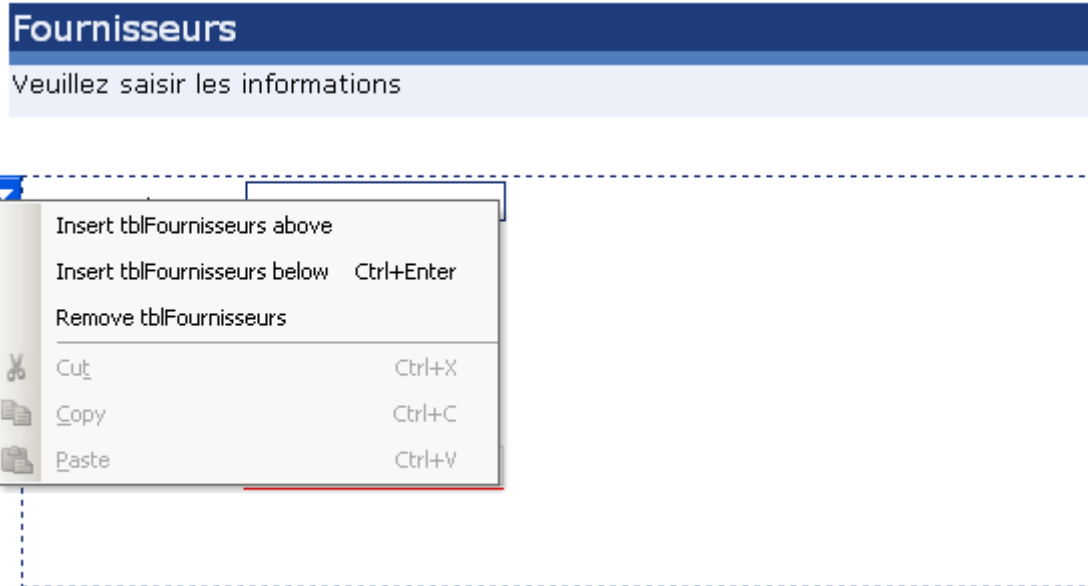 Fournisseurs
Veuillez saisir les informations
Insert tblFournisseurs above
Insert tblFournisseurs below Ctrl+Enter
Remove tblFournisseurs
Cut Ctrl+X
Copy Ctrl+C
Paste Ctrl+V